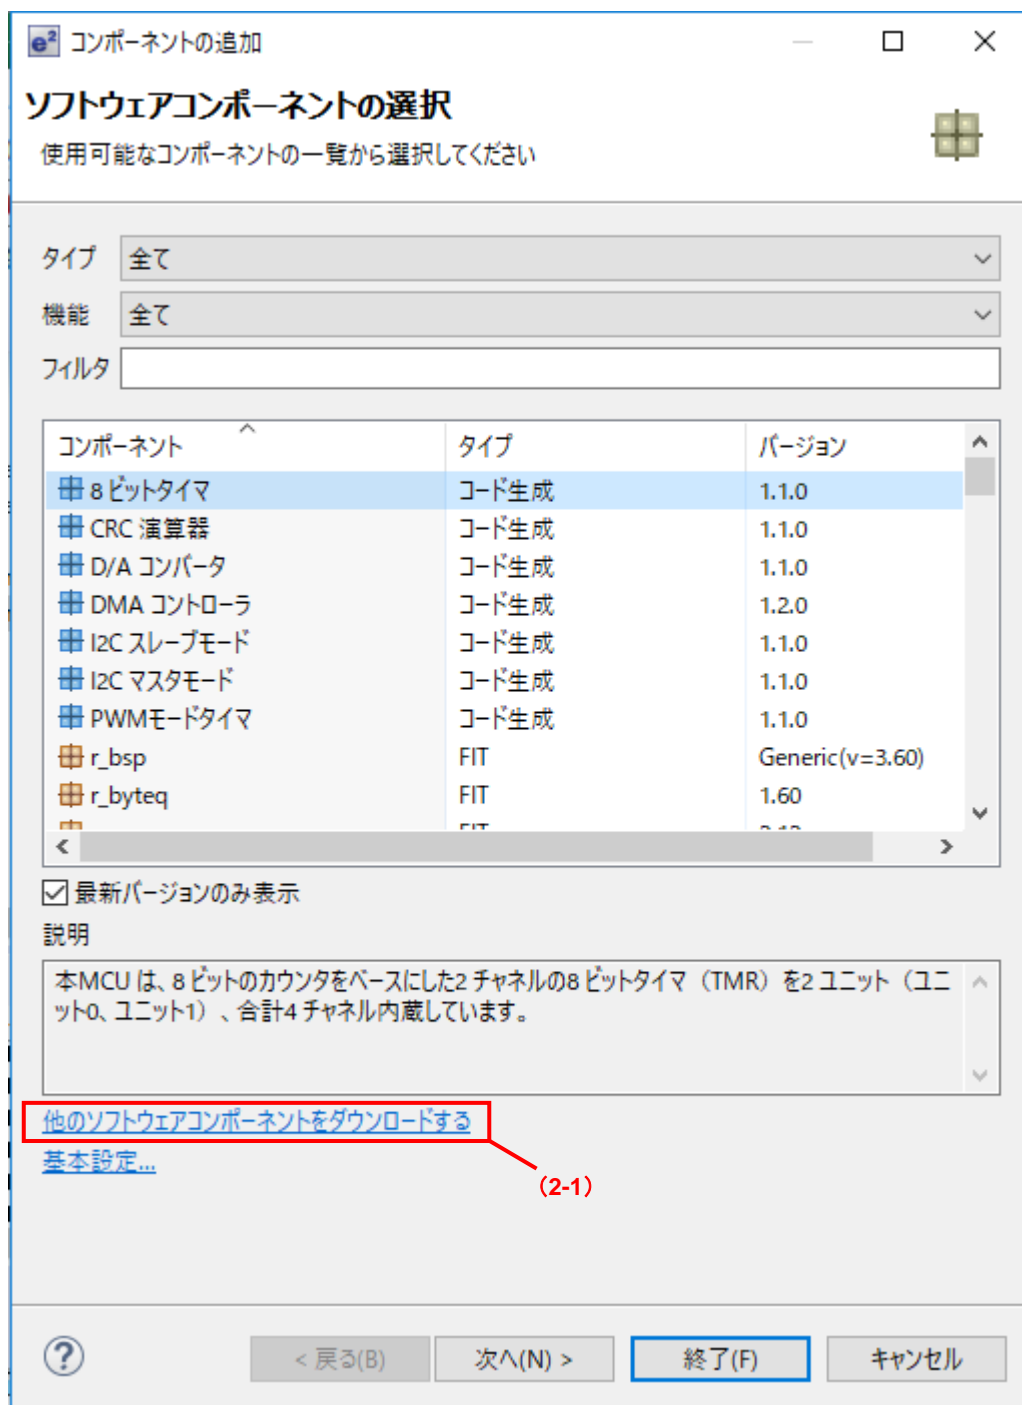 e² コンポーネントの追加
ソフトウェアコンポーネントの選択
使用可能なコンポーネントの一覧から選択してください
タイプ 全て
機能 全て
フィルタ
コンポーネント タイプ バージョン
8 ビットタイマ コード生成 1.1.0
CRC 演算器 コード生成 1.1.0
D/A コンバータ コード生成 1.1.0
DMA コントローラ コード生成 1.2.0
I2C スレーブモード コード生成 1.1.0
I2C マスタモード コード生成 1.1.0
PWMモードタイマ コード生成 1.1.0
r_bsp FIT Generic(v=3.60)
r_byteq FIT 1.60
最新バージョンのみ表示
説明
本MCU は、8 ビットのカウンタをベースにした2 チャネルの8 ビットタイマ（TMR）を2 ユニット（ユニ
ット0、ユニット1）、合計4 チャネル内蔵しています。
他のソフトウェアコンポーネントをダウンロードする
基本設定...
（2-1）
? < 戻る(B) 次へ(N) > 終了(F) キャンセル